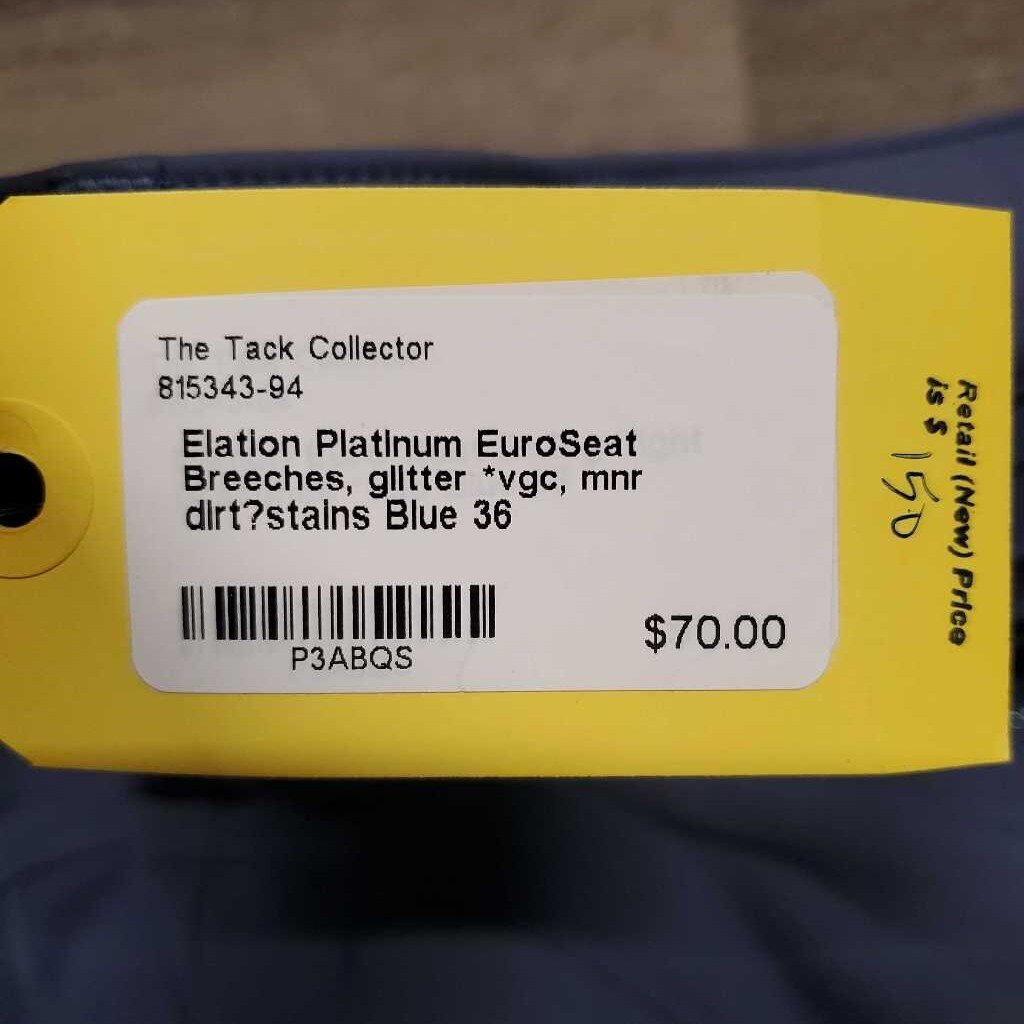 The Tack Collector
815343-94
Elation Platinum EuroSeat
Breeches, glitter *vgc, mnr
dirt?stains Blue 36
P3ABQS
$70.00
Retail (New) Price
is $ 150